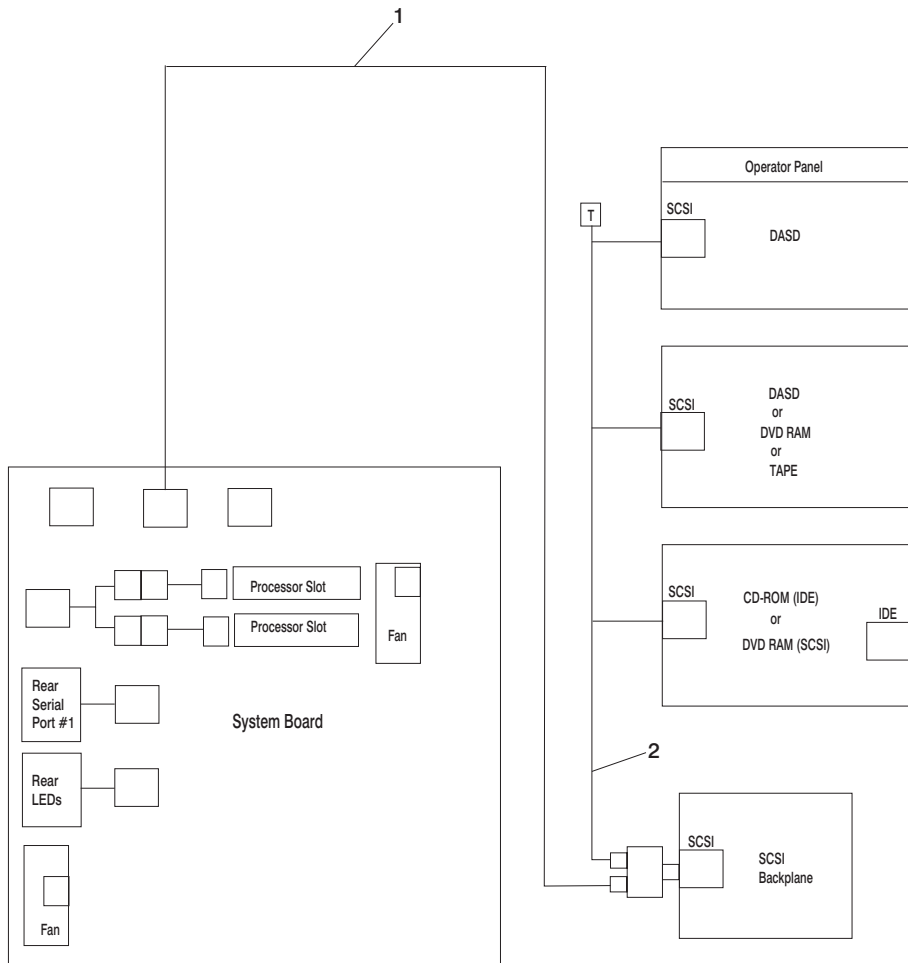 1
Operator Panel
SCSI
T
DASD
SCSI
DASD
or
DVD RAM
or
TAPE
SCSI
CD-ROM (IDE)
or
DVD RAM (SCSI)
IDE
Processor Slot
Processor Slot
Fan
Rear
Serial
Port #1
System Board
Rear
LEDs
Fan
2
SCSI
SCSI
Backplane